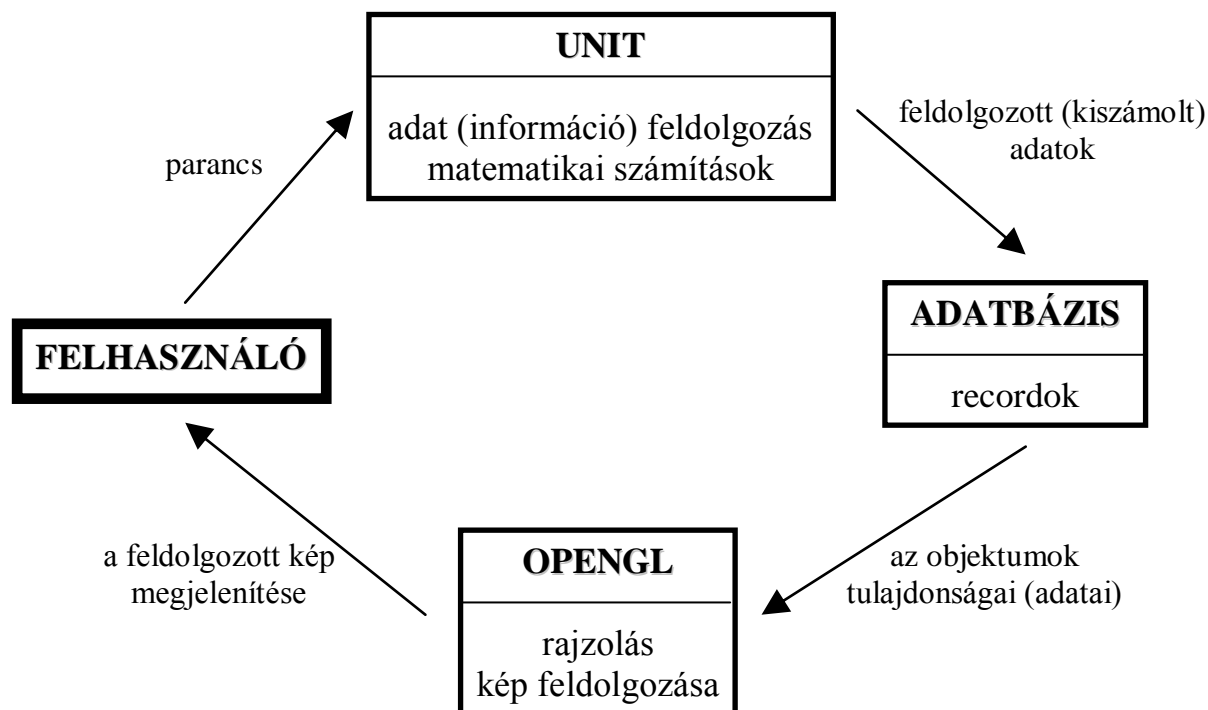 UNIT
adat (információ) feldolgozás
matematikai számítások
feldolgozott (kiszámolt)
adatok
parancs
ADATBÁZIS
recordok
FELHASZNÁLÓ
az objektumok
tulajdonságai (adatai)
OPENGL
rajzolás
kép feldolgozása
a feldolgozott kép
megjelenítése